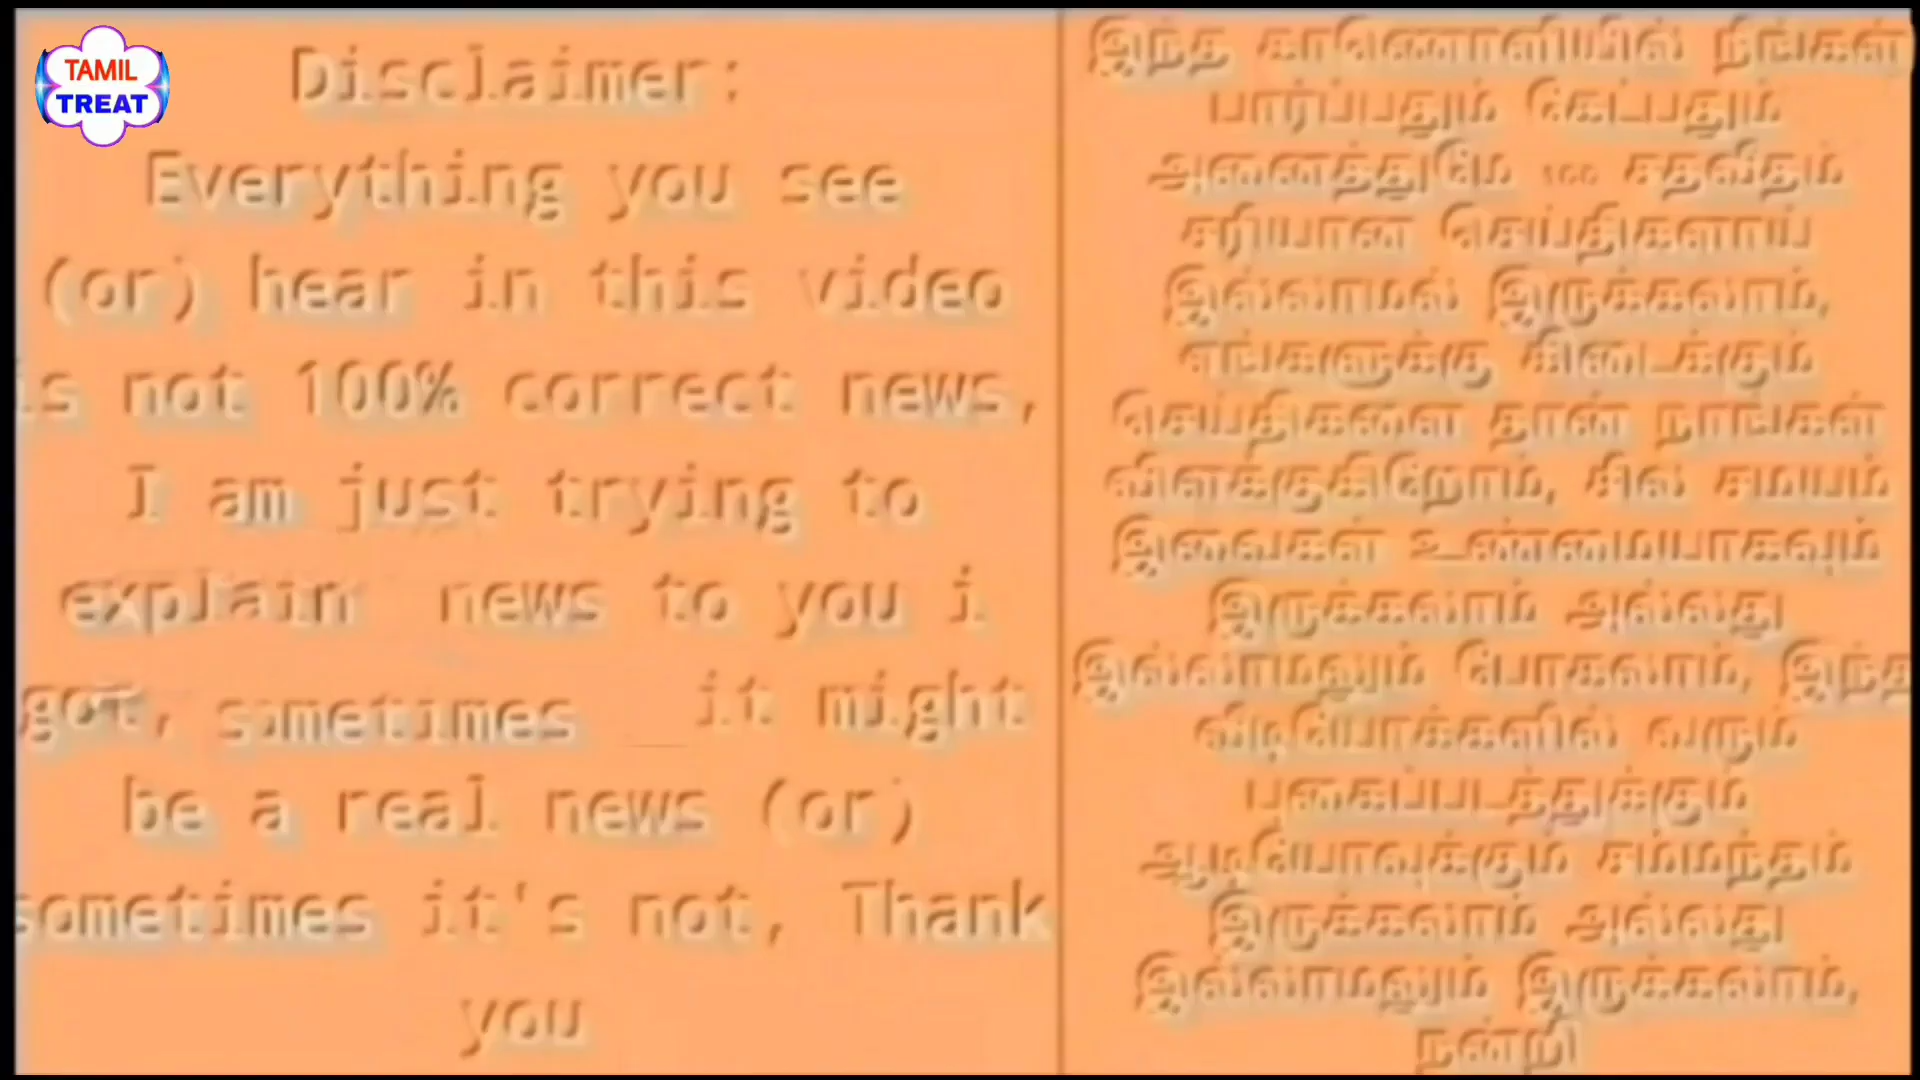 TAMIL
TREAT
Disclaimer:
Everything you see
(or) hear in this video
is not 100% correct news,
I am just trying to
explain news to you i
got, sometimes it might
be a real news (or)
sometimes it's not, Thank
you
இந்த காணொளியில் நீங்கள்
பார்ப்பதும் கேட்பதும்
அனைத்துமே 100 சதவீதம்
சரியான செய்திகளாய்
இல்லாமல் இருக்கலாம்,
எங்களுக்கு கிடைக்கும்
செய்திகளை தான் நாங்கள்
விளக்குகிறோம், சில சமயம்
இவைகள் உண்மையாகவும்
இருக்கலாம் அல்லது
இல்லாமலும் போகலாம், இந்த
வீடியோக்களில் வரும்
புகைப்படத்துக்கும்
ஆடியோவுக்கும் சம்மந்தம்
இருக்கலாம் அல்லது
இல்லாமலும் இருக்கலாம்,
நன்றி